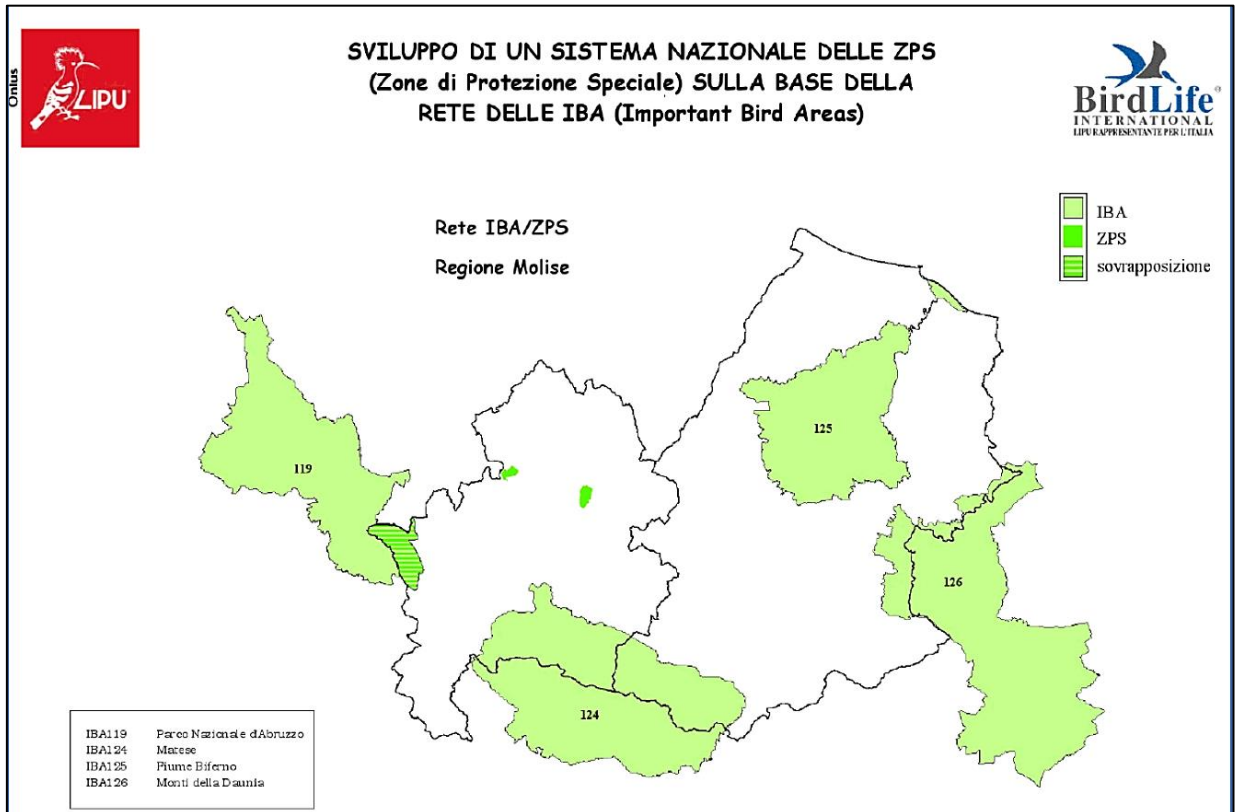 Onlus
LIPU
SVILUPPO DI UN SISTEMA NAZIONALE DELLE ZPS
(Zone di Protezione Speciale) SULLA BASE DELLA
RETE DELLE IBA (Important Bird Areas)
BirdLife®
INTERNATIONAL
LIPU RAPPRESENTANTE PER L'ITALIA
Rete IBA/ZPS
Regione Molise
IBA
ZPS
sovrapposizione
119
125
126
124
IBA119 Parco Nazionale d'Abruzzo
IBA124 Matese
IBA125 Fiume Biferno
IBA126 Monti della Daunia